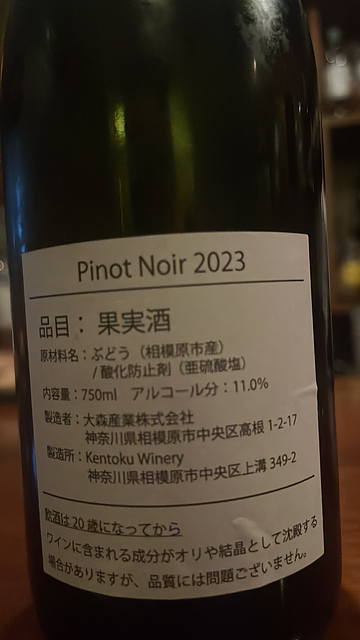 Pinot Noir 2023
品目：果実酒
原材料名：ぶどう（相模原市産）
/ 酸化防止剤（亜硫酸塩）
内容量：750ml アルコール分：11.0%
製造者：大森産業株式会社
神奈川県相模原市中央区高根 1-2-17
製造所：Kentoku Winery
神奈川県相模原市中央区上溝 349-2
飲酒は20歳になってから
ワインに含まれる成分がオリや結晶として沈殿する
場合がありますが、品質には問題ございません。